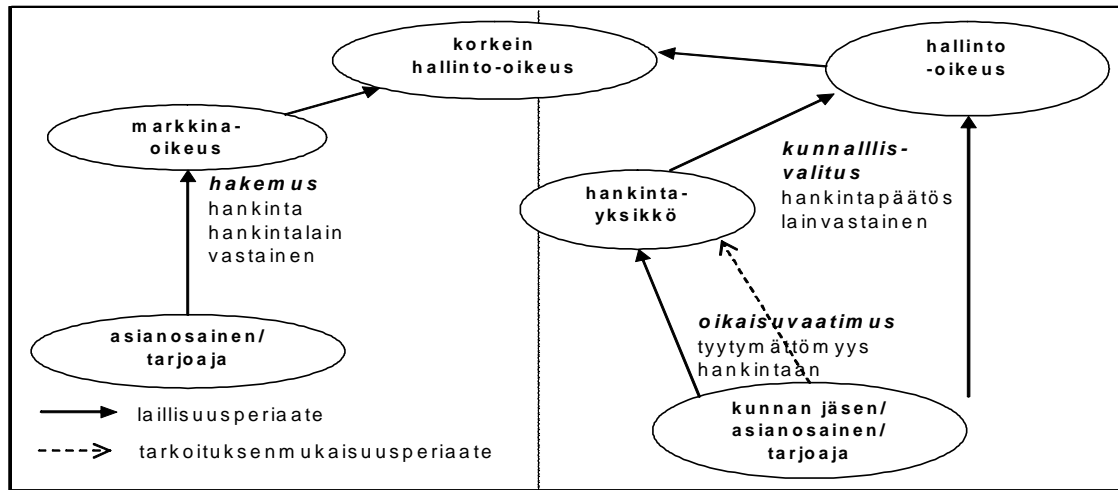 korkein
hallinto-oikeus
hallinto
-oikeus
markkina-
oikeus
hakemus
hankinta
hankintalain
vastainen
kunnalllis-
valitus
hankintapäätös
lainvastainen
hankinta-
yksikkö
asianosainen/
tarjoaja
oikaisuvaatimus
tyytymättömyys
hankintaan
kunnan jäsen/
asianosainen/
tarjoaja
laillisuusperiaate
tarkoituksenmukaisuusperiaate